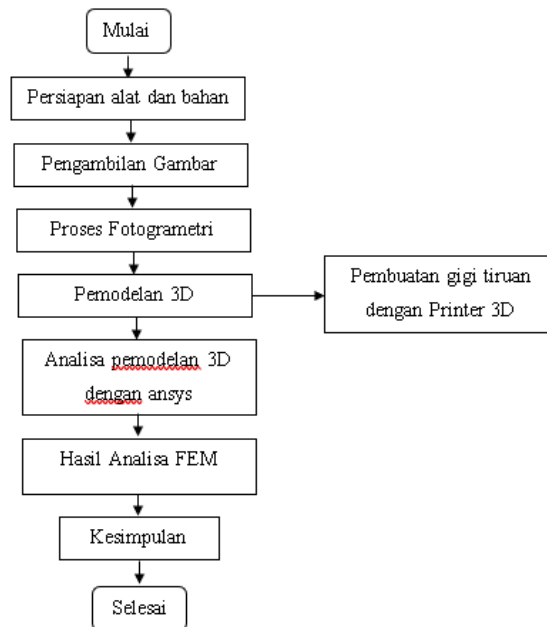 Mulai
Persiapan alat dan bahan
Pengambilan Gambar
Proses Fotogrametri
Pemodelan 3D
Pembuatan gigi tiruan
dengan Printer 3D
Analisa pemodelan 3D
dengan ansys
Hasil Analisa FEM
Kesimpulan
Selesai